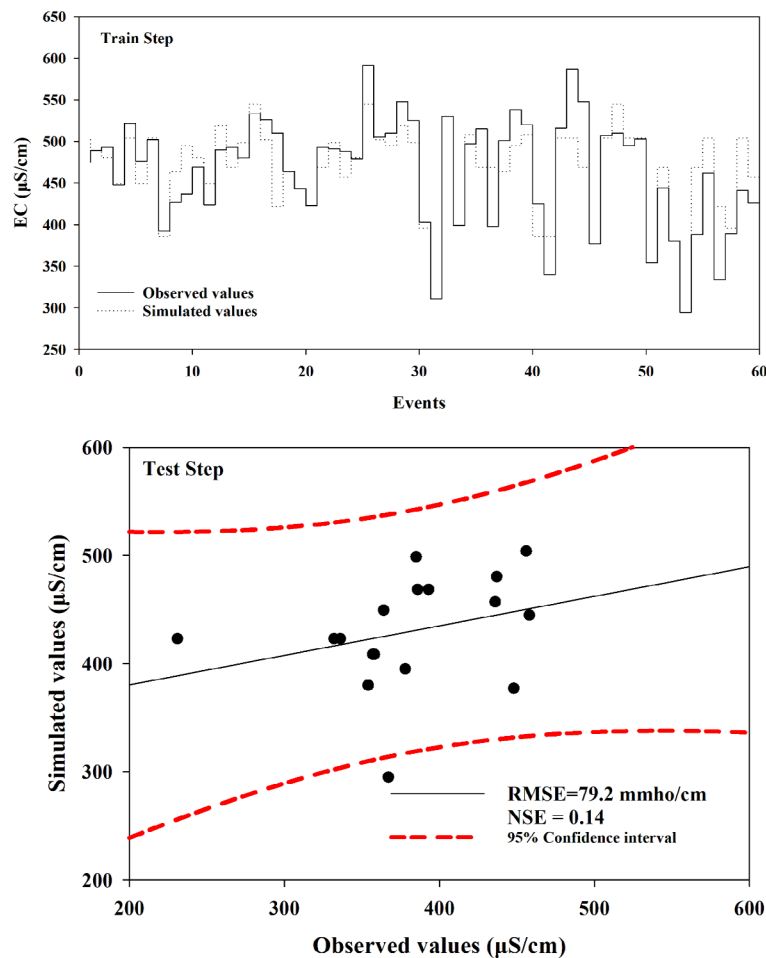 Train Step
650
600
550
500
450
400
350
300
250
EC (µS/cm)
Observed values
Simulated values
0 10 20 30 40 50 60
Events
Test Step
600
500
400
300
200
Simulated values (µS/cm)
RMSE=79.2 mmho/cm
NSE = 0.14
95% Confidence interval
200 300 400 500 600
Observed values (µS/cm)